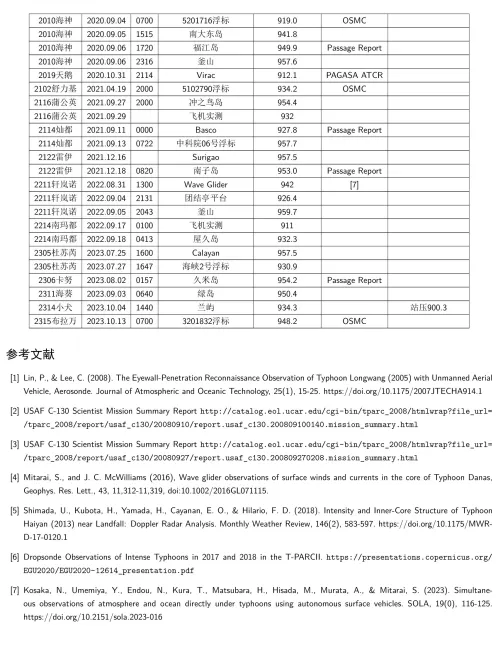 2010海神 2020.09.04 0700 5201716浮标 919.0 OSMC
2010海神 2020.09.05 1515 南大东岛 941.8
2010海神 2020.09.06 1720 福江岛 949.9 Passage Report
2010海神 2020.09.06 2316 釜山 957.6
2019天鹅 2020.10.31 2114 Virac 912.1 PAGASA ATCR
2102舒力基 2021.04.19 2000 5102790浮标 934.2 OSMC
2116蒲公英 2021.09.27 2000 冲之鸟岛 954.4
2116蒲公英 2021.09.29 飞机实测 932
2114灿都 2021.09.11 0000 Basco 927.8 Passage Report
2114灿都 2021.09.13 0722 中科院06号浮标 957.7
2122雷伊 2021.12.16 Surigao 957.5
2122雷伊 2021.12.18 0820 南子岛 953.0 Passage Report
2211轩岚诺 2022.08.31 1300 Wave Glider 942 [7]
2211轩岚诺 2022.09.04 2131 团结亭平台 926.4
2211轩岚诺 2022.09.05 2043 釜山 959.7
2214南玛都 2022.09.17 0100 飞机实测 911
2214南玛都 2022.09.18 0413 屋久岛 932.3
2305杜苏芮 2023.07.25 1600 Calayan 957.5
2305杜苏芮 2023.07.27 1647 海峡2号浮标 930.9
2306卡努 2023.08.02 0157 久米岛 954.2 Passage Report
2311海葵 2023.09.03 0640 绿岛 950.4
2314小犬 2023.10.04 1440 兰屿 934.3 站压900.3
2315布拉万 2023.10.13 0700 3201832浮标 948.2 OSMC
参考文献
[1] Lin, P., & Lee, C. (2008). The Eyewall-Penetration Reconnaissance Observation of Typhoon Longwang (2005) with Unmanned Aerial
Vehicle, Aerosonde. Journal of Atmospheric and Oceanic Technology, 25(1), 15-25. https://doi.org/10.1175/2007JTECHA914.1
[2] USAF C-130 Scientist Mission Summary Report http://catalog.eol.ucar.edu/cgi-bin/tparc_2008/htmlwrap?file_url=
/tparc_2008/report/usaf_c130/20080910/report.usaf_c130.200809100140.mission_summary.html
[3] USAF C-130 Scientist Mission Summary Report http://catalog.eol.ucar.edu/cgi-bin/tparc_2008/htmlwrap?file_url=
/tparc_2008/report/usaf_c130/20080927/report.usaf_c130.200809270208.mission_summary.html
[4] Mitarai, S., and J. C. McWilliams (2016), Wave glider observations of surface winds and currents in the core of Typhoon Danas,
Geophys. Res. Lett., 43, 11,312-11,319, doi:10.1002/2016GL071115.
[5] Shimada, U., Kubota, H., Yamada, H., Cayanan, E. O., & Hilario, F. D. (2018). Intensity and Inner-Core Structure of Typhoon
Haiyan (2013) near Landfall: Doppler Radar Analysis. Monthly Weather Review, 146(2), 583-597. https://doi.org/10.1175/MWR-
D-17-0120.1
[6] Dropsonde Observations of Intense Typhoons in 2017 and 2018 in the T-PARCII. https://presentations.copernicus.org/
EGU2020/EGU2020-12614_presentation.pdf
[7] Kosaka, N., Umemiya, Y., Endou, N., Kura, T., Matsubara, H., Hisada, M., Murata, A., & Mitarai, S. (2023). Simultane-
ous observations of atmosphere and ocean directly under typhoons using autonomous surface vehicles. SOLA, 19(0), 116-125.
https://doi.org/10.2151/sola.2023-016